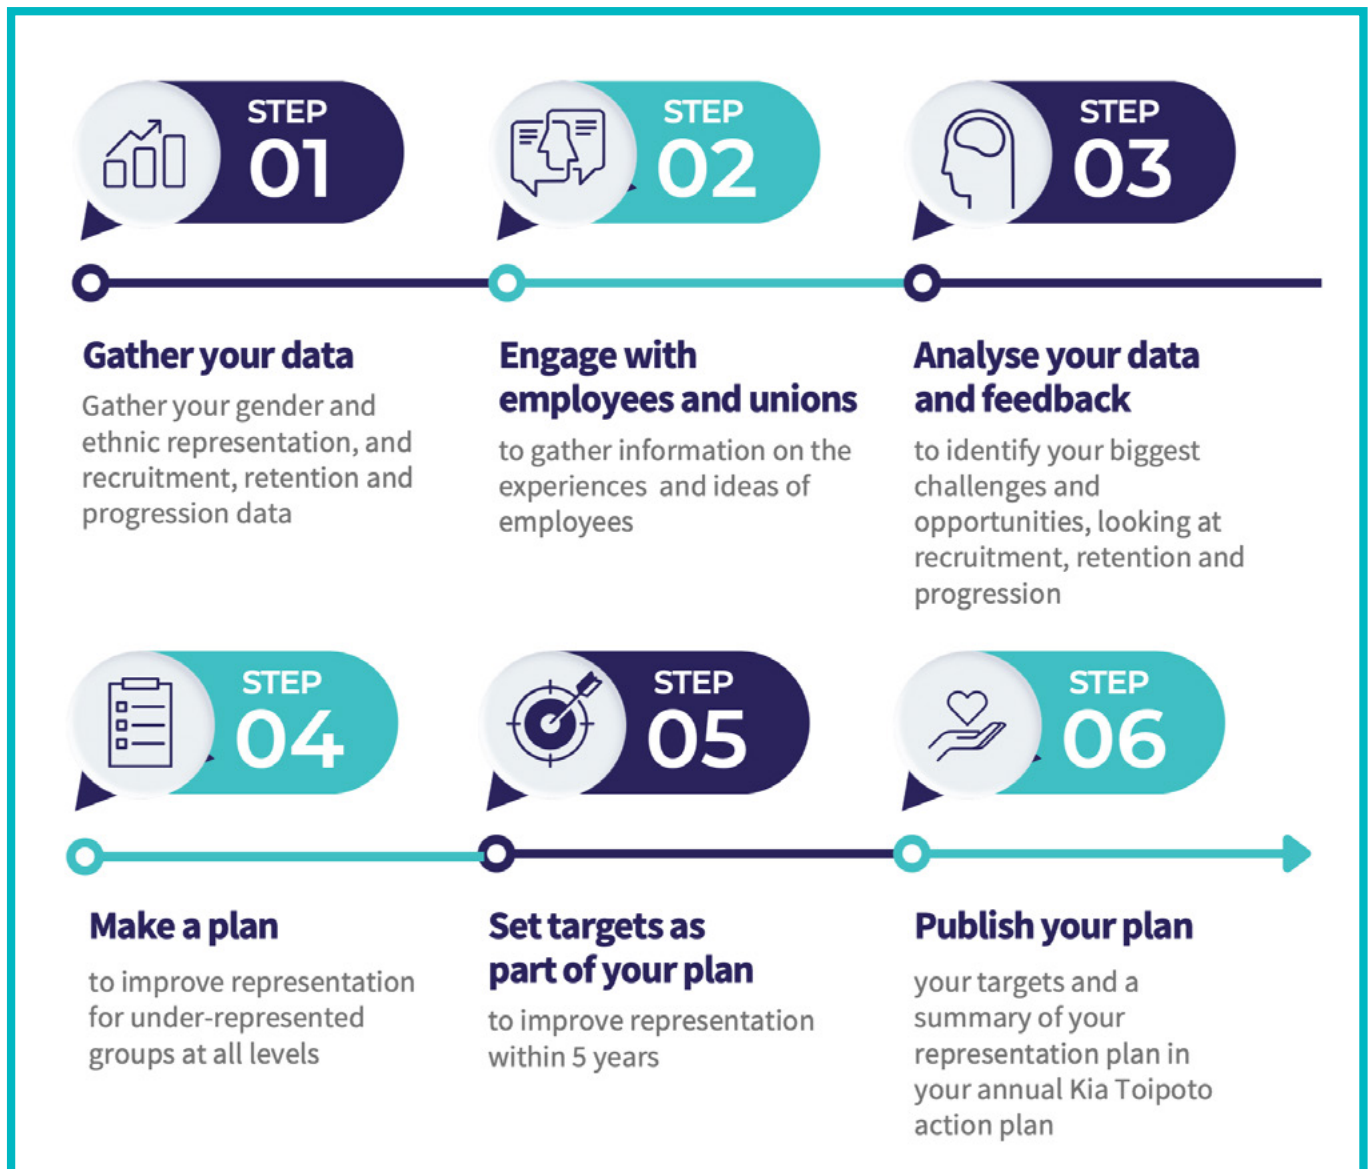 STEP
01
STEP
02
STEP
03
Gather your data
Gather your gender and
ethnic representation, and
recruitment, retention and
progression data
Engage with
employees and unions
to gather information on the
experiences and ideas of
employees
Analyse your data
and feedback
to identify your biggest
challenges and
opportunities, looking at
recruitment, retention and
progression
STEP
04
STEP
05
STEP
06
Make a plan
to improve representation
for under-represented
groups at all levels
Set targets as
part of your plan
to improve representation
within 5 years
Publish your plan
your targets and a
summary of your
representation plan in
your annual Kia Toipoto
action plan